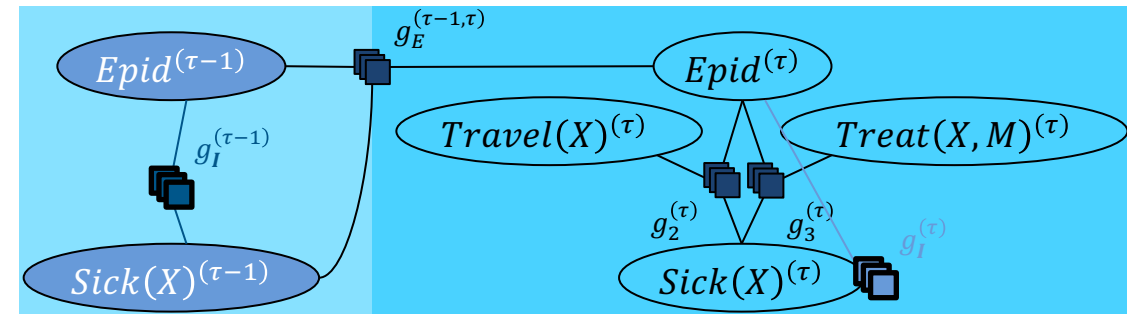 g_E^{(τ−1,τ)}
Epid^{(τ−1)}
Epid^{(τ)}
Travel(X)^{(τ)}
Treat(X, M)^{(τ)}
g_I^{(τ−1)}
g_2^{(τ)}
g_3^{(τ)}
g_I^{(τ)}
Sick(X)^{(τ−1)}
Sick(X)^{(τ)}